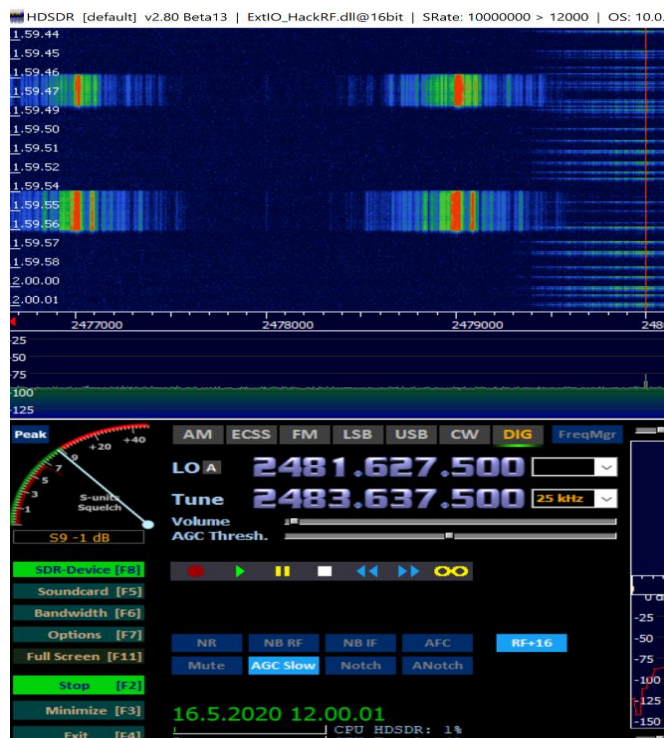 HDSDR [default] v2.80 Beta13 | ExtIO_HackRF.dll@16bit | SRate: 10000000 > 12000 | OS: 10.0.
1.59.44
1.59.45
1.59.46
1.59.47
1.59.49
1.59.50
1.59.51
1.59.52
1.59.54
1.59.55
1.59.56
1.59.57
1.59.58
2.00.00
2.00.01
2477000 2478000 2479000 248
-25
-50
-75
-100
-125
Peak
AM ECSS FM LSB USB CW DIG FreqMgr
1 3 5 7 9 +20 +40
S-units
Squelch
S9 -1 dB
LO A 2481.627.500
Tune 2483.637.500 25 kHz
Volume
AGC Thresh.
SDR-Device [F8]
Soundcard [F5]
Bandwidth [F6]
Options [F7]
Full Screen [F11]
Stop [F2]
Minimize [F3]
Exit [F4]
NR NB RF NB IF AFC RF+16
Mute AGC Slow Notch ANotch
16.5.2020 12.00.01
CPU HDSDR: 1%
0 d
-25
-50
-75
-100
-125
-150